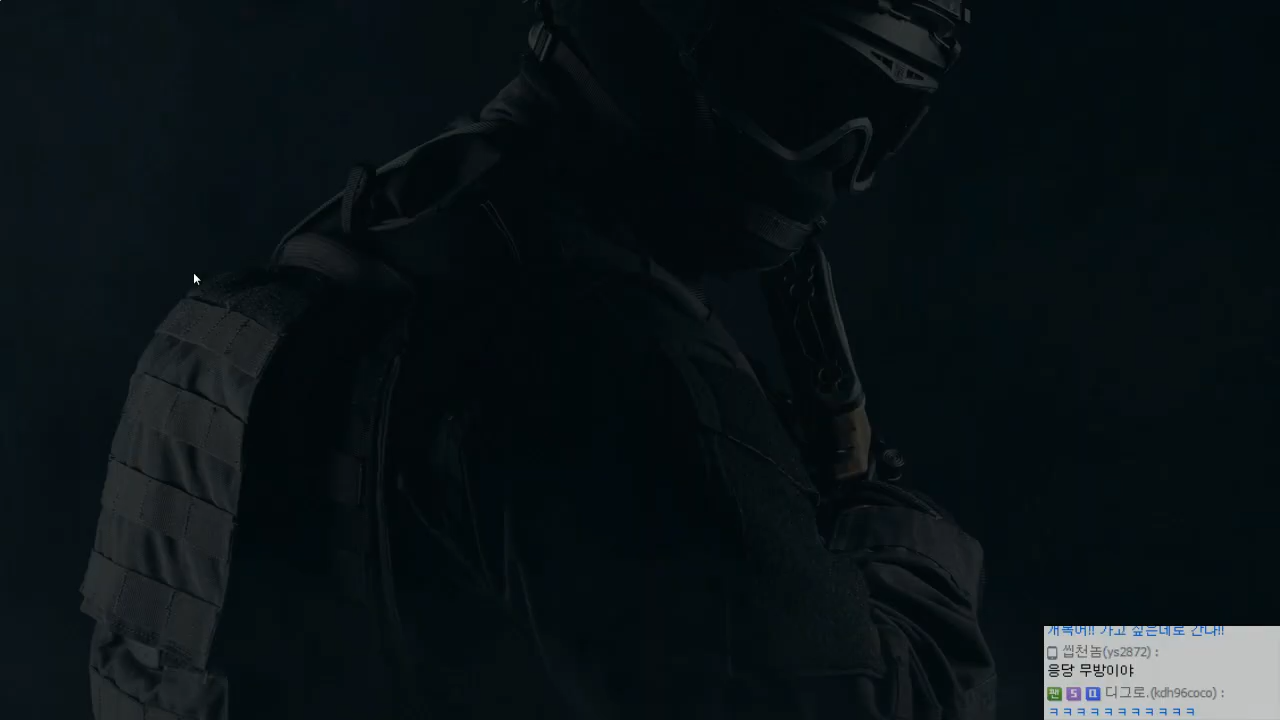 개복어!! 가고 싶은데로 간다!!
씹천놈(ys2872) :
응당 무방이야
팬 S 디그로.(kdh96coco) :
ㅋㅋㅋㅋㅋㅋㅋㅋㅋㅋㅋ